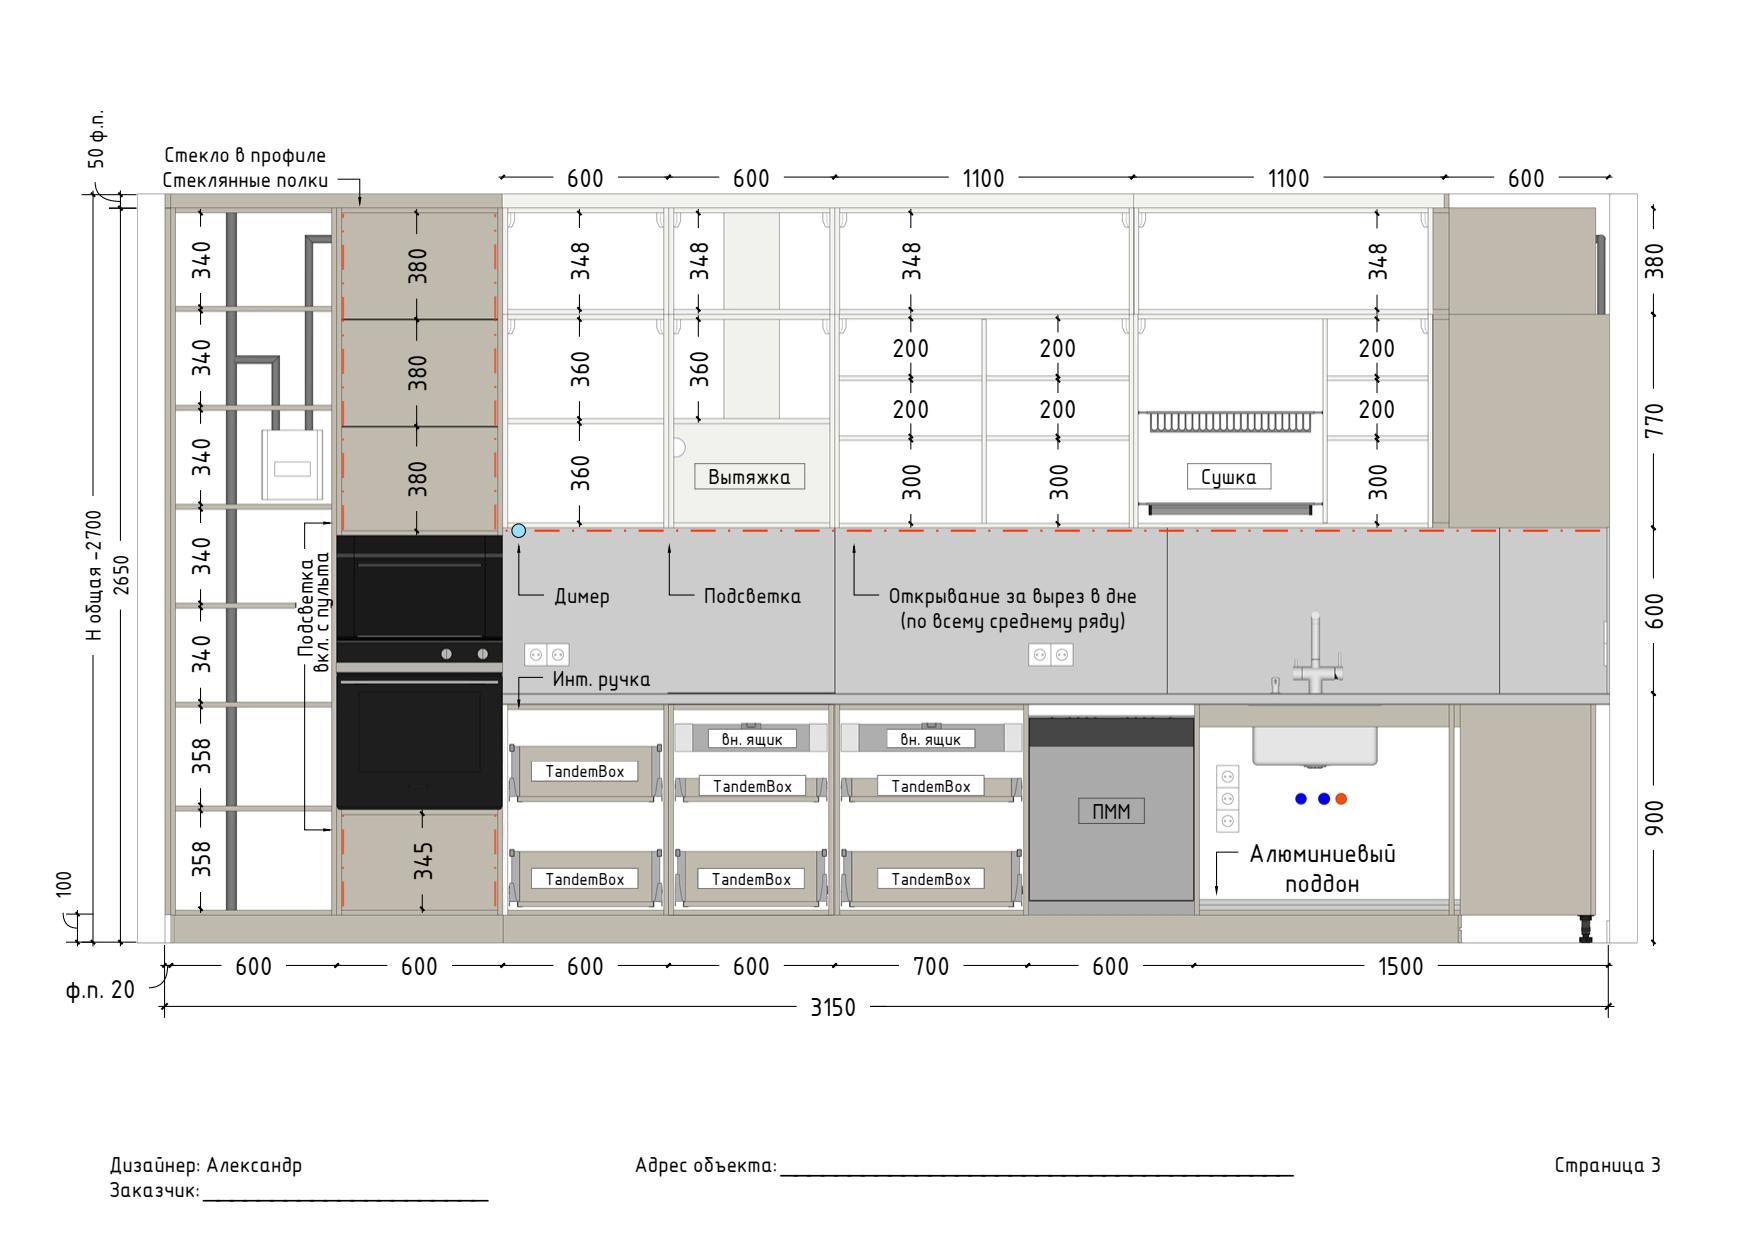 50 ф.п.
Стекло в профиле
Стеклянные полки
600
600
1100
1100
600
340
380
348
348
348
348
380
340
380
360
360
200
200
200
770
340
380
360
200
200
200
300
300
300
Вытяжка
Сушка
H общая -2700
2650
340
Подсветка
вкл. с пульта
Димер
Подсветка
Открывание за вырез в дне
(по всему среднему ряду)
600
340
Инт. ручка
358
вн. ящик
вн. ящик
TandemBox
TandemBox
TandemBox
ПММ
900
358
345
TandemBox
TandemBox
TandemBox
Алюминиевый
поддон
100
600
600
600
600
700
600
1500
ф.п. 20
3150
Дизайнер: Александр
Адрес объекта:
Страница 3
Заказчик: